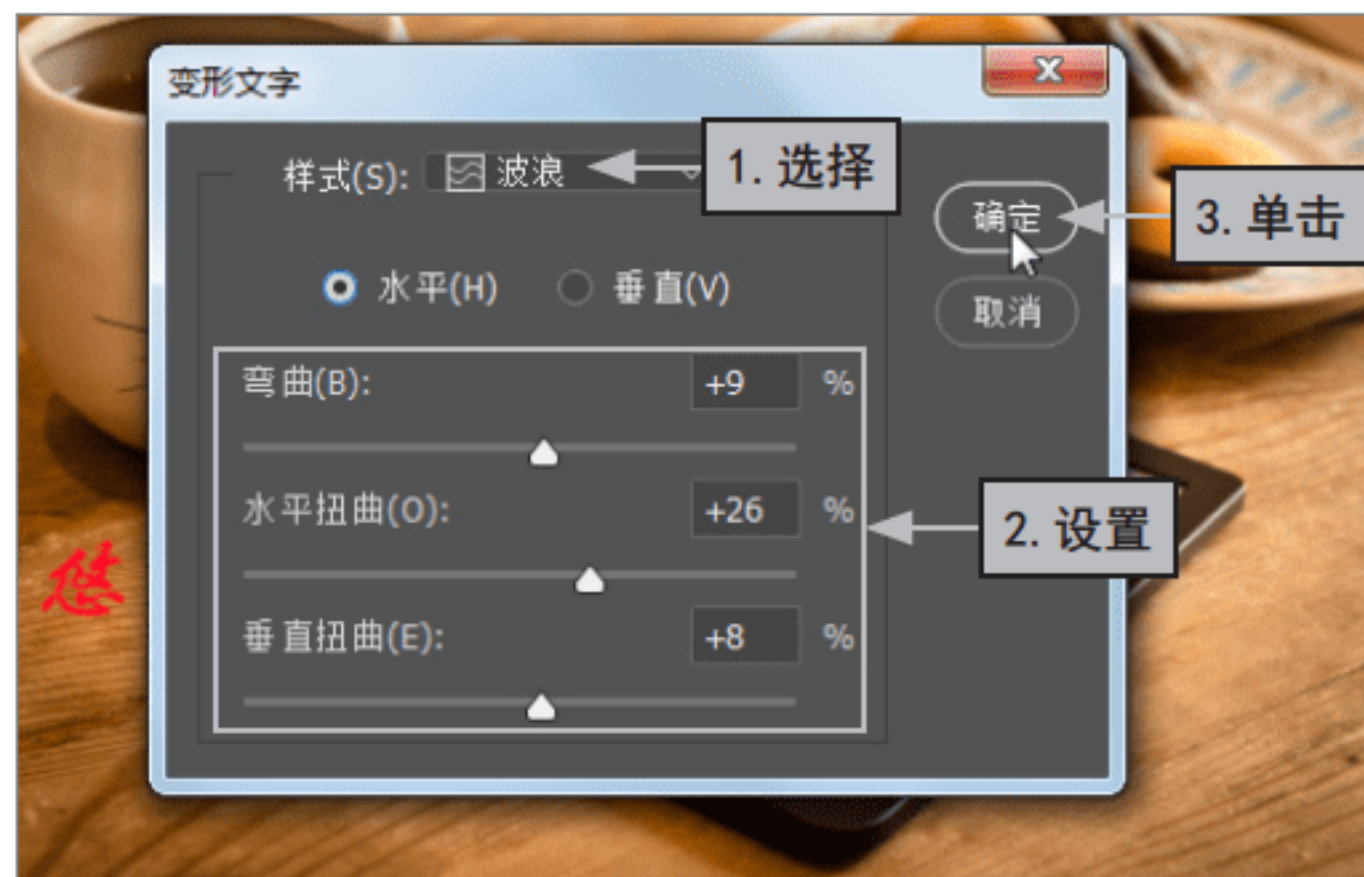 变形文字
样式(S): 波浪
1. 选择
确定
3. 单击
水平(H) 垂直(V)
取消
弯曲(B): +9 %
水平扭曲(O): +26 %
2. 设置
悠
垂直扭曲(E): +8 %